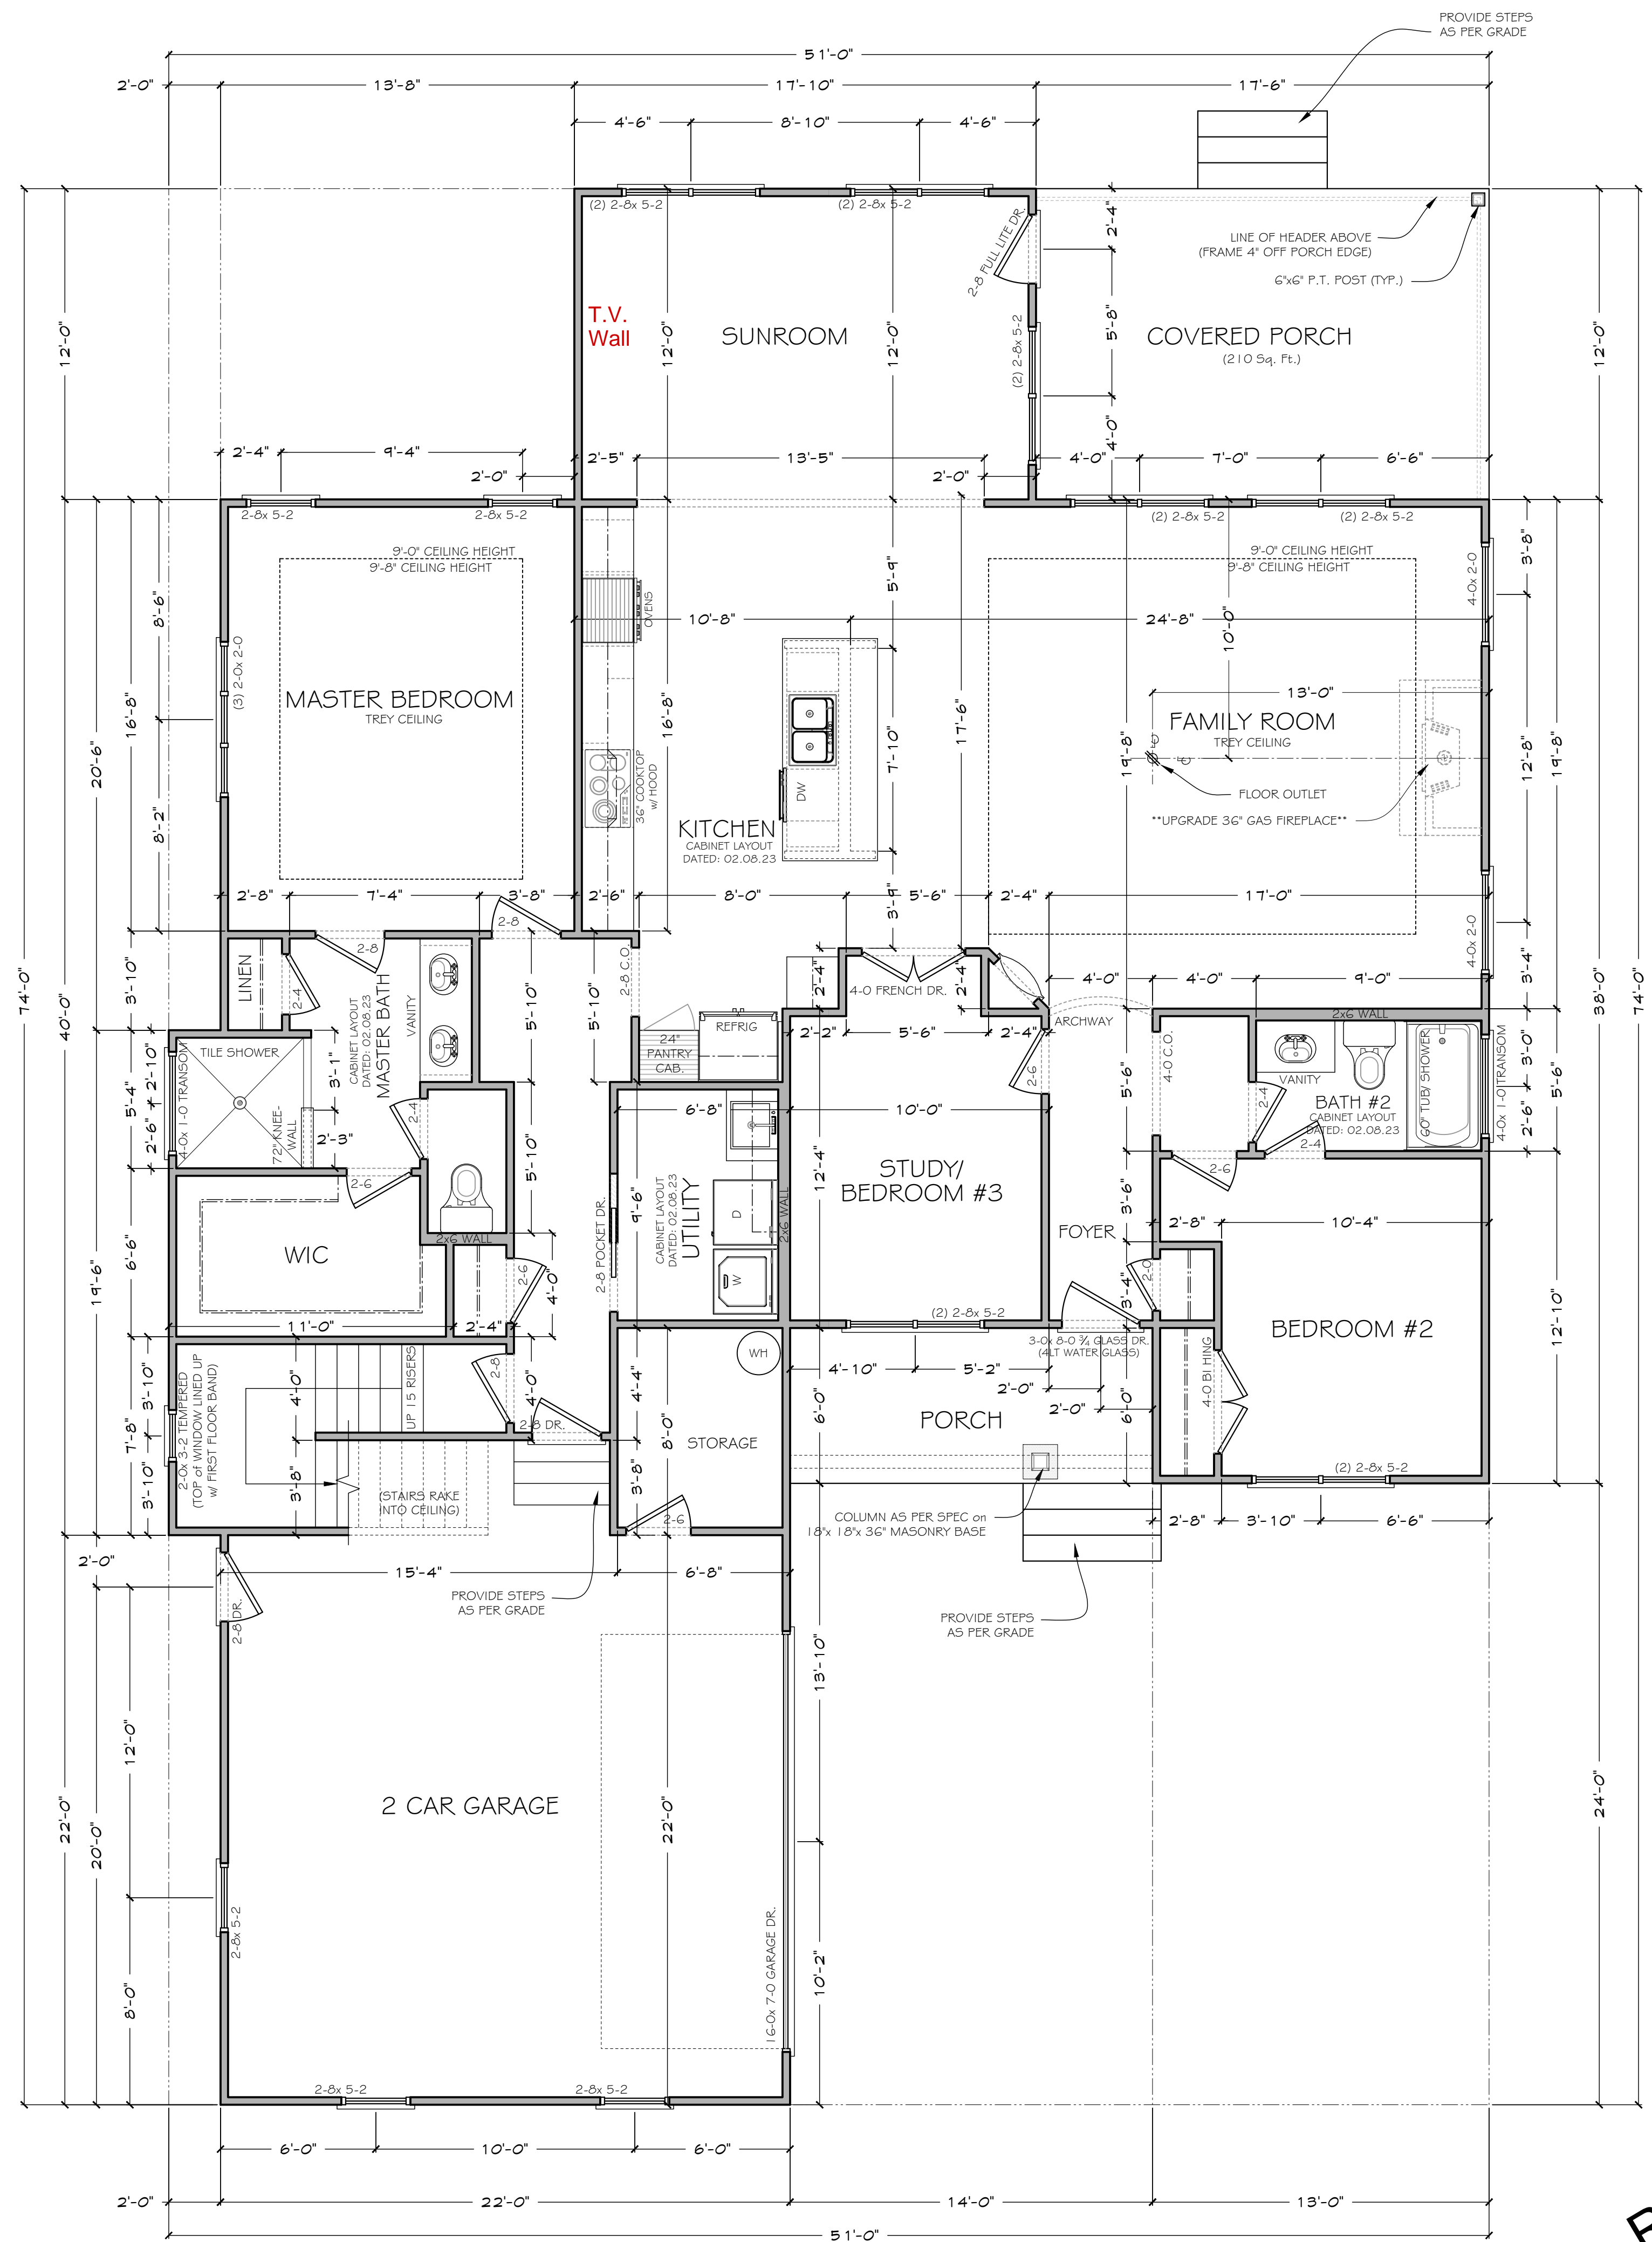 PROVIDE STEPS
AS PER GRADE
51'-0"
2'-0"
13'-8"
17'-10"
17'-6"
4'-6"
8'-10"
4'-6"
(2) 2-8x 5-2
(2) 2-8x 5-2
2-8 FULL LITE DR.
2'-4"
LINE OF HEADER ABOVE
(FRAME 4" OFF PORCH EDGE)
6"x6" P.T. POST (TYP.)
T.V.
Wall
12'-0"
12'-0"
SUNROOM
12'-0"
(2) 2-8x 5-2
5'-8"
COVERED PORCH
(210 Sq. Ft.)
12'-0"
4'-0"
2'-4"
9'-4"
2'-0"
2'-5"
13'-5"
2'-0"
4'-0"
7'-0"
6'-6"
2-8x 5-2
2-8x 5-2
(2) 2-8x 5-2
(2) 2-8x 5-2
9'-0" CEILING HEIGHT
9'-8" CEILING HEIGHT
9'-0" CEILING HEIGHT
9'-8" CEILING HEIGHT
4-0x 2-0
3'-8"
OVENS
5'-9"
8'-6"
10'-8"
24'-8"
10'-0"
(3) 2-0x 2-0
MASTER BEDROOM
TREY CEILING
16'-8"
20'-6"
16'-8"
7'-10"
17'-6"
19'-8"
13'-0"
FAMILY ROOM
TREY CEILING
12'-8"
19'-8"
FLOOR OUTLET
**UPGRADE 36" GAS FIREPLACE**
36" COOKTOP
w/ HOOD
DW
KITCHEN
CABINET LAYOUT
DATED: 02.08.23
8'-2"
2'-8"
7'-4"
3'-8"
2'-6"
8'-0"
3'-9"
5'-6"
2'-4"
17'-0"
4-0x 2-0
2-8
2-8
2-8 C.O.
74'-0"
40'-0"
3'-10"
LINEN
2-4
CABINET LAYOUT
DATED: 02.08.23
MASTER BATH
VANITY
5'-10"
5'-10"
2'-4"
4-0 FRENCH DR.
2'-4"
4'-0"
4'-0"
9'-0"
3'-4"
38'-0"
74'-0"
ARCHWAY
2x6 WALL
REFRIG
24"
PANTRY
CAB.
2'-2"
5'-6"
2'-4"
2-6
TILE SHOWER
4-0x 1-0 TRANSOM
2'-10"
5'-4"
2'-6"
3'-1"
72" KNEE-
WALL
2'-3"
2-4
4-0 C.O.
5'-6"
VANITY
BATH #2
CABINET LAYOUT
DATED: 02.08.23
60" TUB/ SHOWER
4-0x 1-0 TRANSOM
3'-0"
2'-6"
5'-6"
2-4
2-4
6'-8"
10'-0"
2-6
2-6
5'-10"
12'-4"
STUDY/
BEDROOM #3
9'-6"
CABINET LAYOUT
DATED: 02.08.23
UTILITY
D
W
2x6 WALL
2-8 POCKET DR.
3'-6"
FOYER
2'-8"
10'-4"
2x6 WALL
WIC
6'-6"
19'-6"
2-6
4'-0"
2-0
3'-4"
12'-10"
11'-0"
2'-4"
(2) 2-8x 5-2
BEDROOM #2
3-0x 8-0 3/4 GLASS DR.
(4LT WATER GLASS)
WH
4'-10"
5'-2"
2'-0"
2'-0"
2-0x 3-2 TEMPERED
(TOP of WINDOW LINED UP
w/ FIRST FLOOR BAND)
3'-10"
7'-8"
3'-10"
4'-0"
UP 15 RISERS
2-8
4'-0"
2-8 DR.
4'-4"
8'-0"
6'-0"
6'-0"
4-0 BI HING
PORCH
STORAGE
3'-8"
(STAIRS RAKE
INTO CEILING)
3'-8"
(2) 2-8x 5-2
COLUMN AS PER SPEC on
18"x 18"x 36" MASONRY BASE
2-6
2'-8"
3'-10"
6'-6"
2'-0"
15'-4"
6'-8"
PROVIDE STEPS
AS PER GRADE
PROVIDE STEPS
AS PER GRADE
2-8 DR.
13'-10"
12'-0"
2 CAR GARAGE
22'-0"
20'-0"
22'-0"
24'-0"
2-8x 5-2
16-0x 7-0 GARAGE DR.
10'-2"
8'-0"
2-8x 5-2
2-8x 5-2
6'-0"
10'-0"
6'-0"
2'-0"
22'-0"
14'-0"
13'-0"
51'-0"